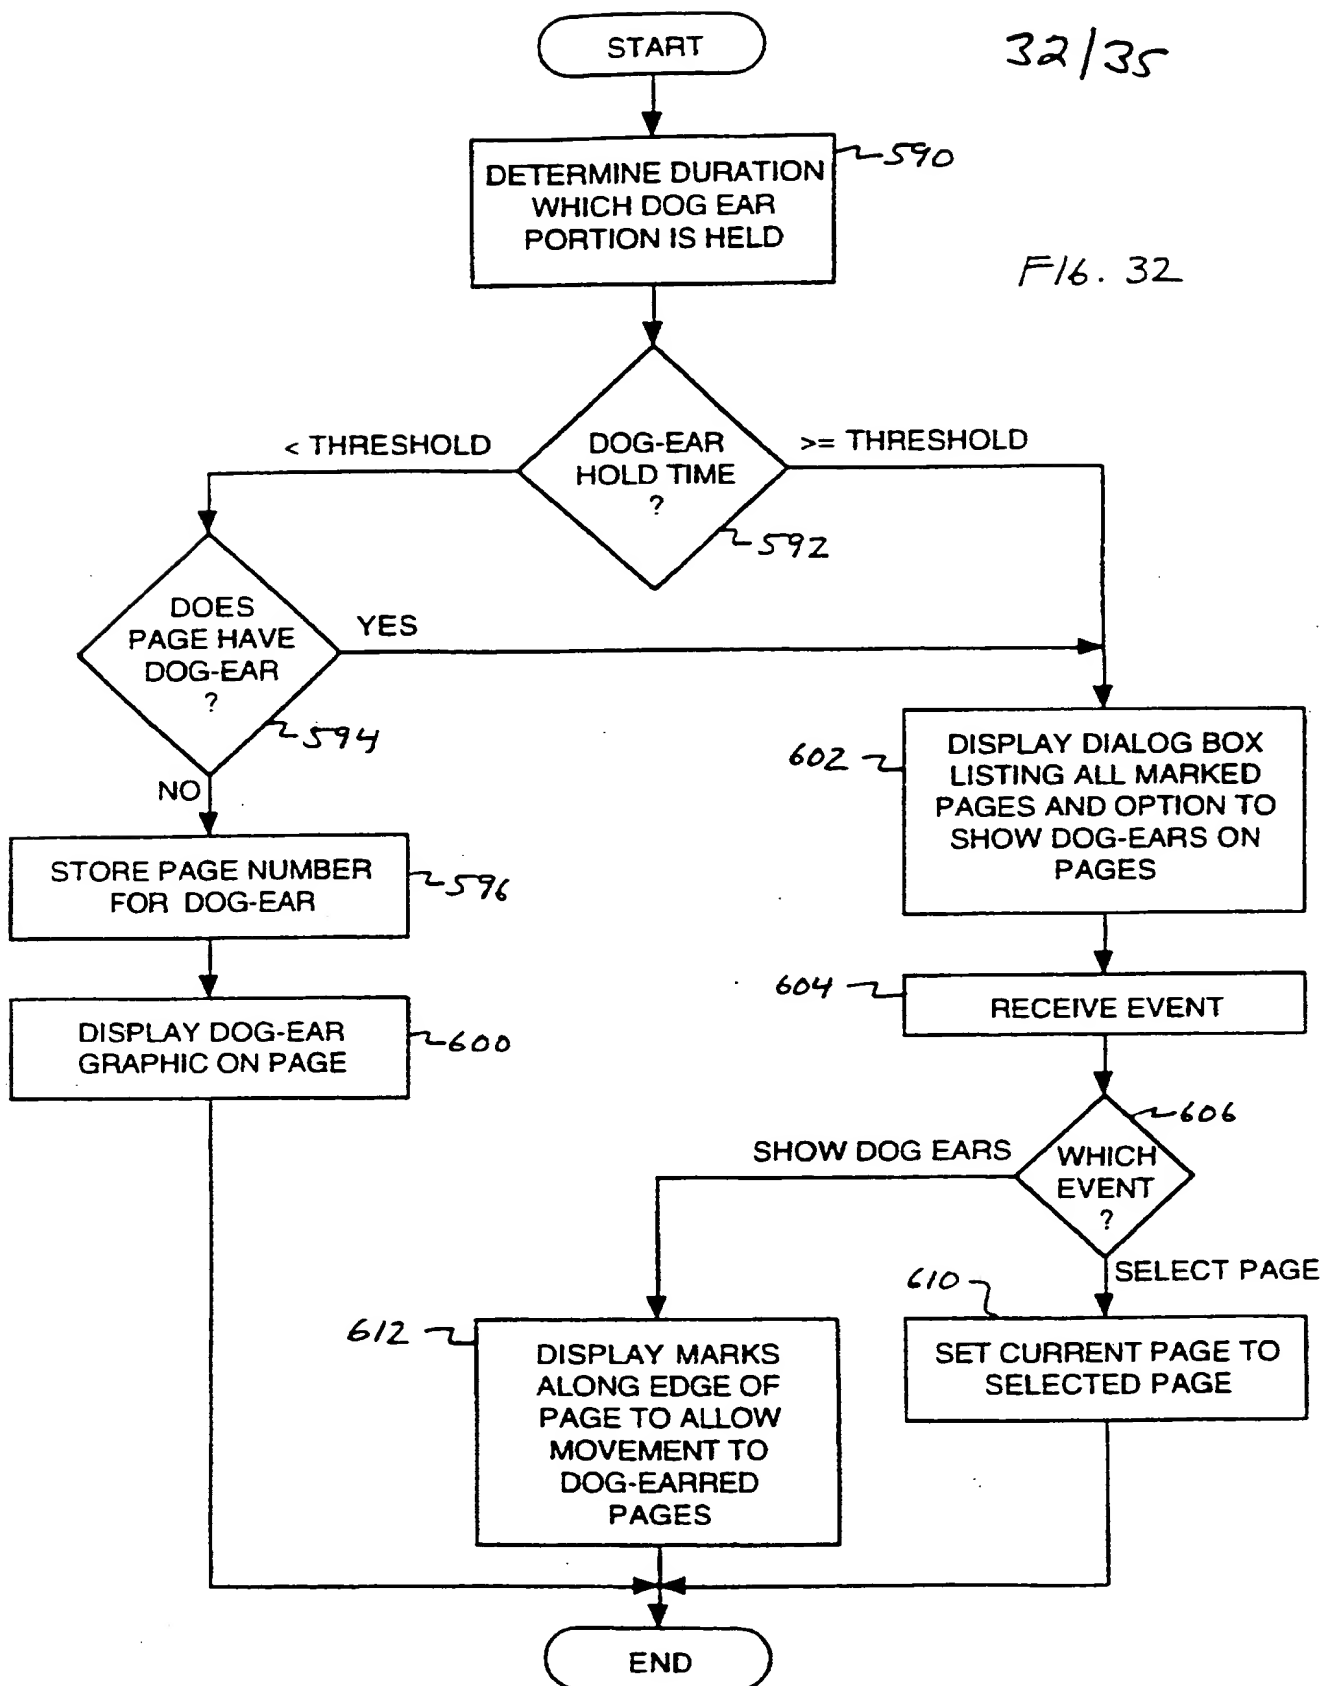 START
32/35
DETERMINE DURATION
WHICH DOG EAR
PORTION IS HELD
590
FIG. 32
< THRESHOLD
DOG-EAR
HOLD TIME
?
>= THRESHOLD
592
DOES
PAGE HAVE
DOG-EAR
?
YES
594
NO
STORE PAGE NUMBER
FOR DOG-EAR
596
DISPLAY DOG-EAR
GRAPHIC ON PAGE
600
602
DISPLAY DIALOG BOX
LISTING ALL MARKED
PAGES AND OPTION TO
SHOW DOG-EARS ON
PAGES
604
RECEIVE EVENT
606
SHOW DOG EARS
WHICH
EVENT
?
SELECT PAGE
610
SET CURRENT PAGE TO
SELECTED PAGE
612
DISPLAY MARKS
ALONG EDGE OF
PAGE TO ALLOW
MOVEMENT TO
DOG-EARRED
PAGES
END